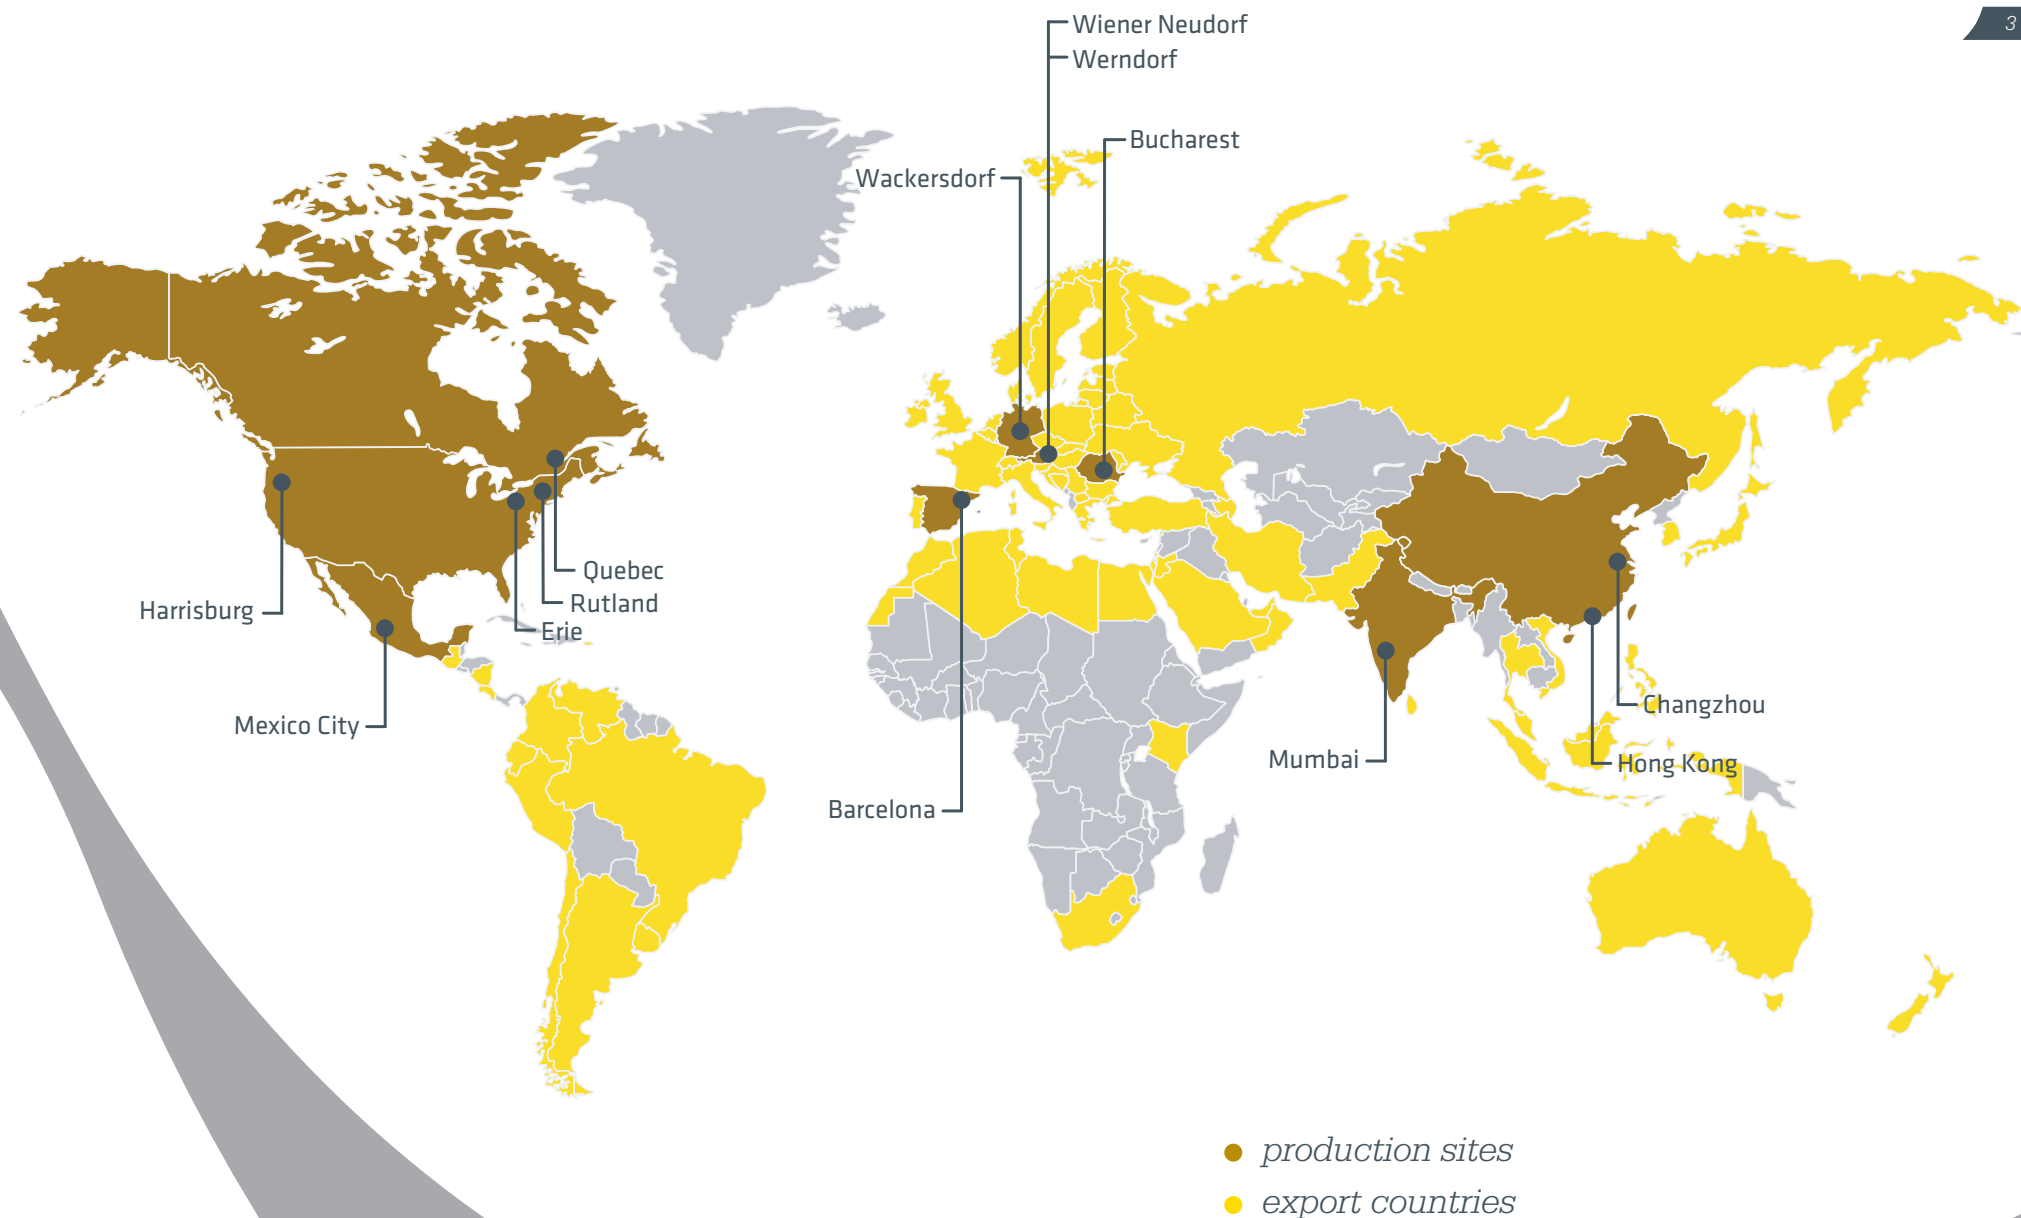 Wiener Neudorf
3
Werndorf
Bucharest
Wackersdorf
Quebec
Rutland
Harrisburg
Erie
Mexico City
Changzhou
Mumbai
Hong Kong
Barcelona
production sites
export countries